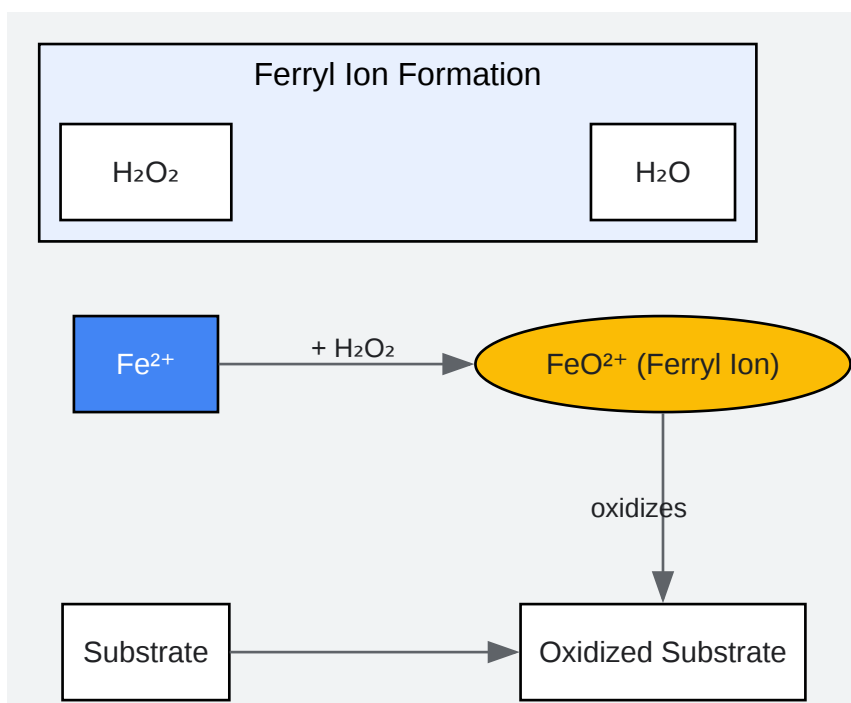 Ferryl Ion Formation
H₂O₂
H₂O
Fe²⁺
+ H₂O₂
FeO²⁺ (Ferryl Ion)
oxidizes
Substrate
Oxidized Substrate